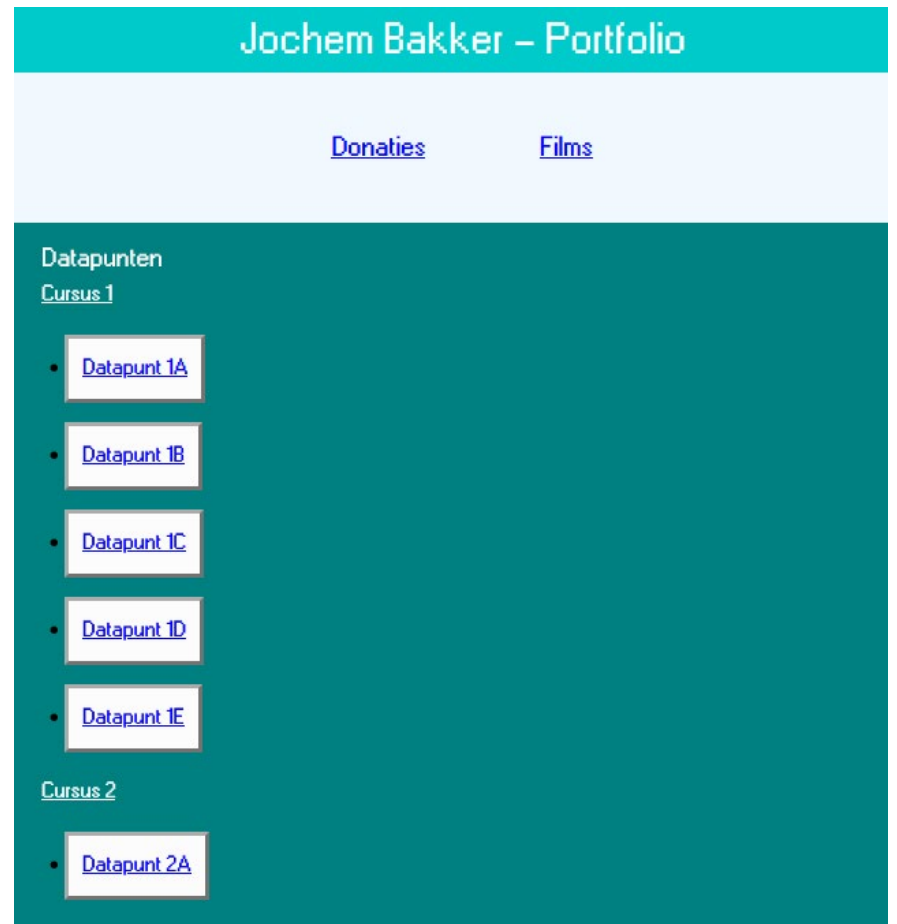 Jochem Bakker – Portfolio
Donaties Films
Datapunten
Cursus 1
Datapunt 1A
Datapunt 1B
Datapunt 1C
Datapunt 1D
Datapunt 1E
Cursus 2
Datapunt 2A